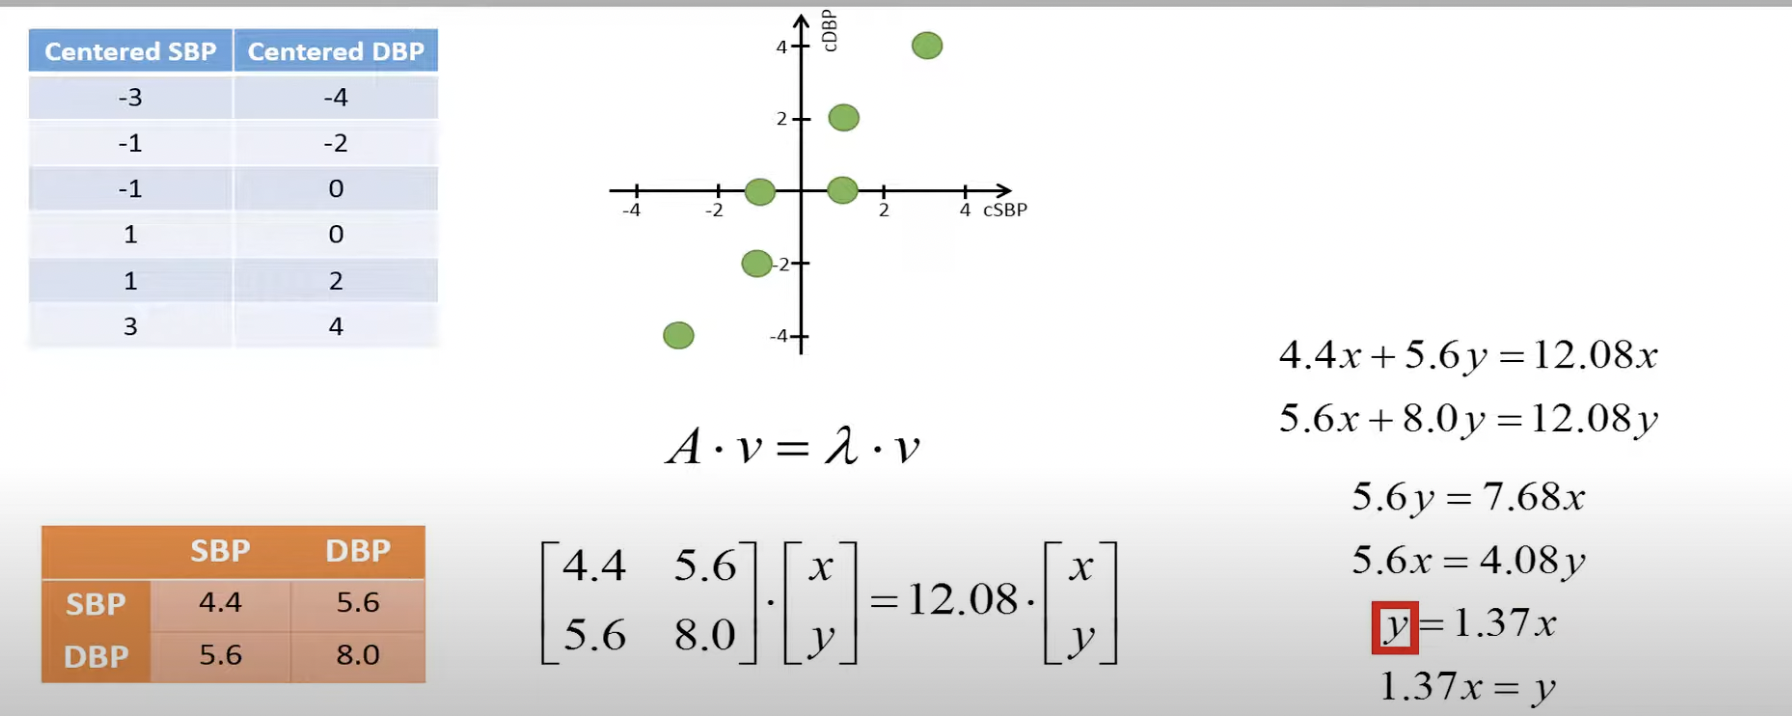 Centered SBP Centered DBP
-3 -4
-1 -2
-1 0
1 0
1 2
3 4
cDBP
4
2
-4 -2 2 4 cSBP
-2
-4
A · v = λ · v
SBP DBP
SBP 4.4 5.6
DBP 5.6 8.0
[4.4 5.6] · [x] = 12.08 · [x]
[5.6 8.0] [y] [y]
4.4x + 5.6y = 12.08x
5.6x + 8.0y = 12.08y
5.6y = 7.68x
5.6x = 4.08y
y = 1.37x
1.37x = y